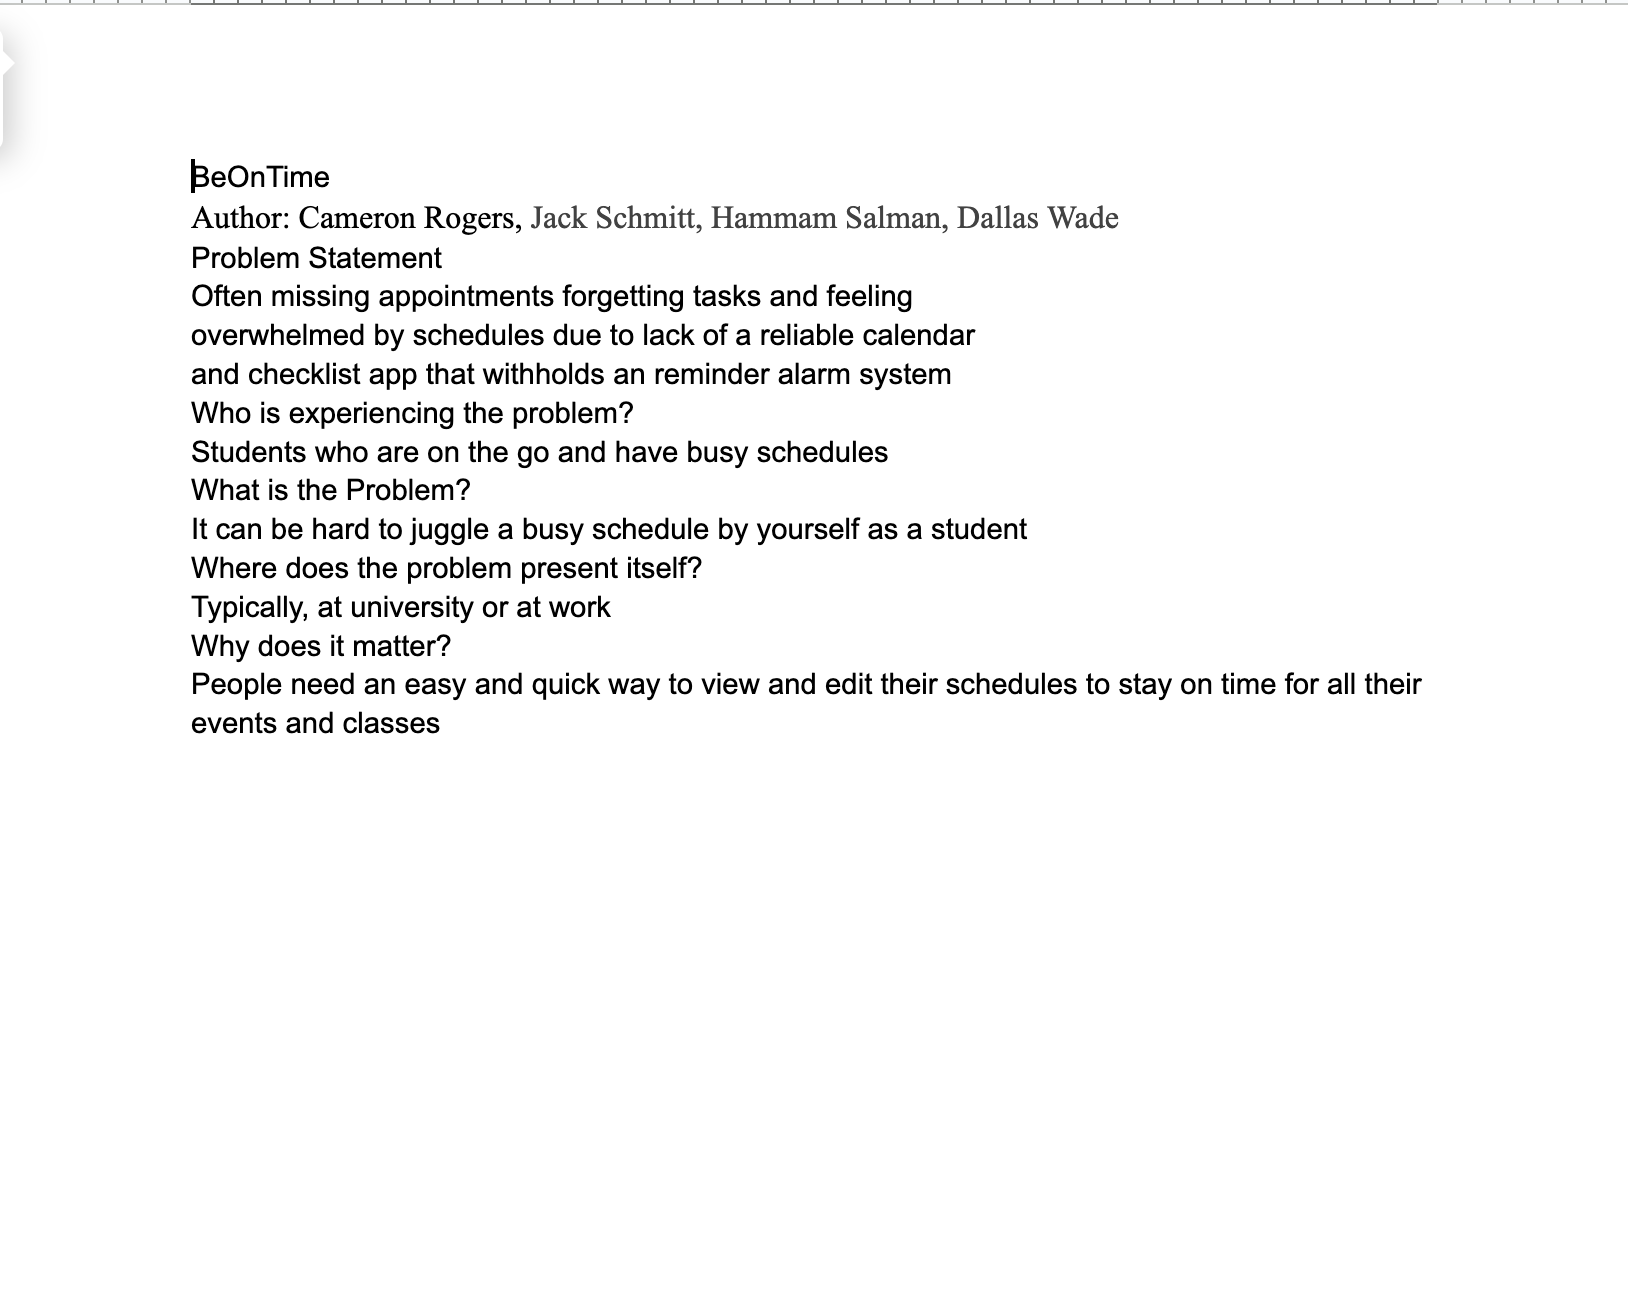 BeOnTime
Author: Cameron Rogers, Jack Schmitt, Hammam Salman, Dallas Wade
Problem Statement
Often missing appointments forgetting tasks and feeling
overwhelmed by schedules due to lack of a reliable calendar
and checklist app that withholds an reminder alarm system
Who is experiencing the problem?
Students who are on the go and have busy schedules
What is the Problem?
It can be hard to juggle a busy schedule by yourself as a student
Where does the problem present itself?
Typically, at university or at work
Why does it matter?
People need an easy and quick way to view and edit their schedules to stay on time for all their
events and classes